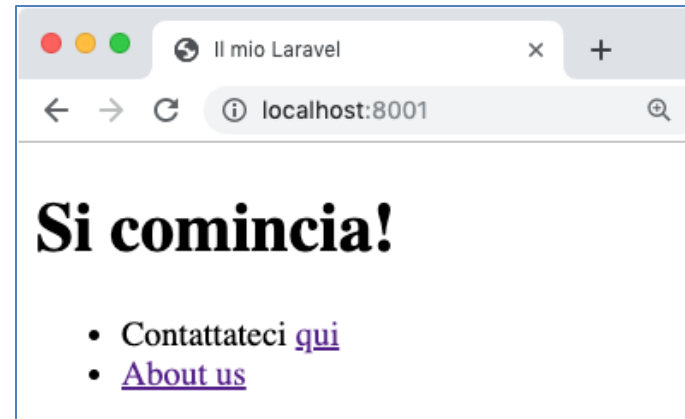 Il mio Laravel
localhost:8001
Si comincia!
Contattateci qui
About us